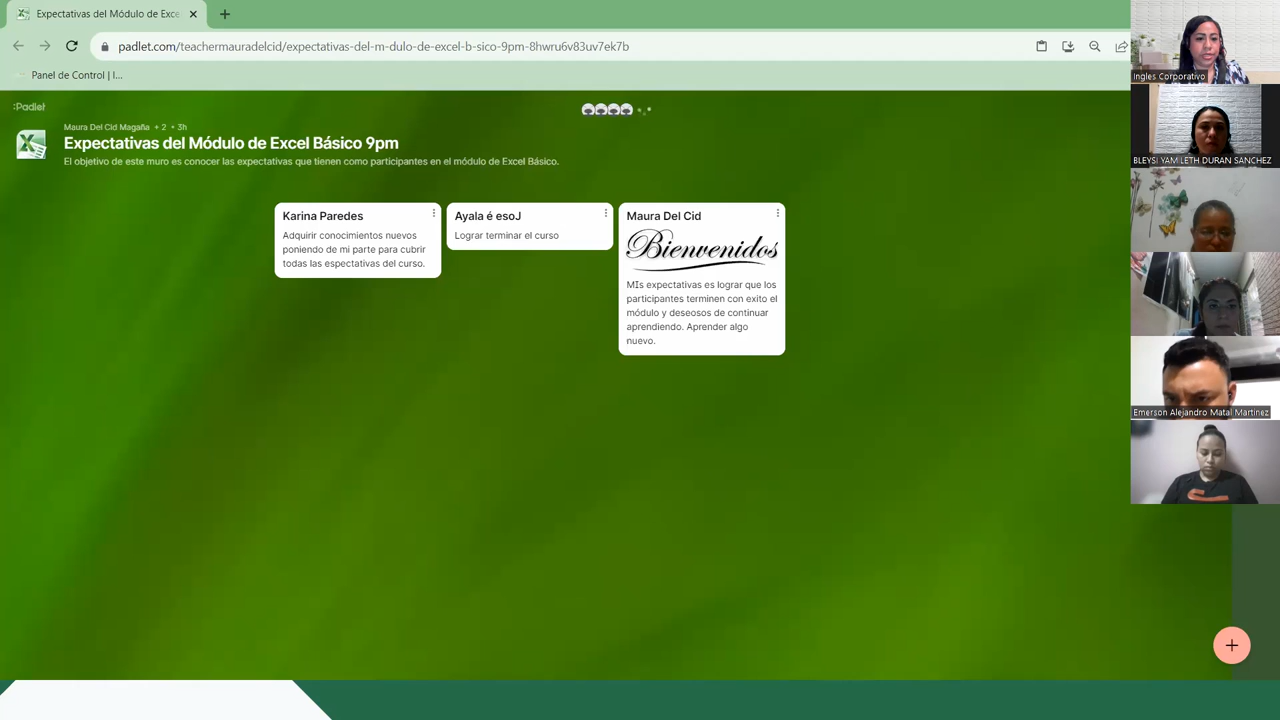 Expectativas del Módulo de Exce
padlet.com/teachermauradelcid/expectativas-del-m-dulo-de-excel-b-sico-9pm-8hwru6v83uv7ek7b
Panel de Control | I...
:Padlet
Maura Del Cid Magaña + 2 • 3h
Expectativas del Módulo de Excel Básico 9pm
El objetivo de este muro es conocer las expectativas que tienen como participantes en el módulo de Excel Básico.
Karina Paredes
Adquirir conocimientos nuevos
poniendo de mi parte para cubrir
todas las espectativas del curso.
Ayala é esoJ
Lograr terminar el curso
Maura Del Cid
Bienvenidos
MIs expectativas es lograr que los
participantes terminen con exito el
módulo y deseosos de continuar
aprendiendo. Aprender algo
nuevo.
Ingles Corporativo
BLEYSI YAM LETH DURAN SANCHEZ
Emerson Alejandro Matal Martinez